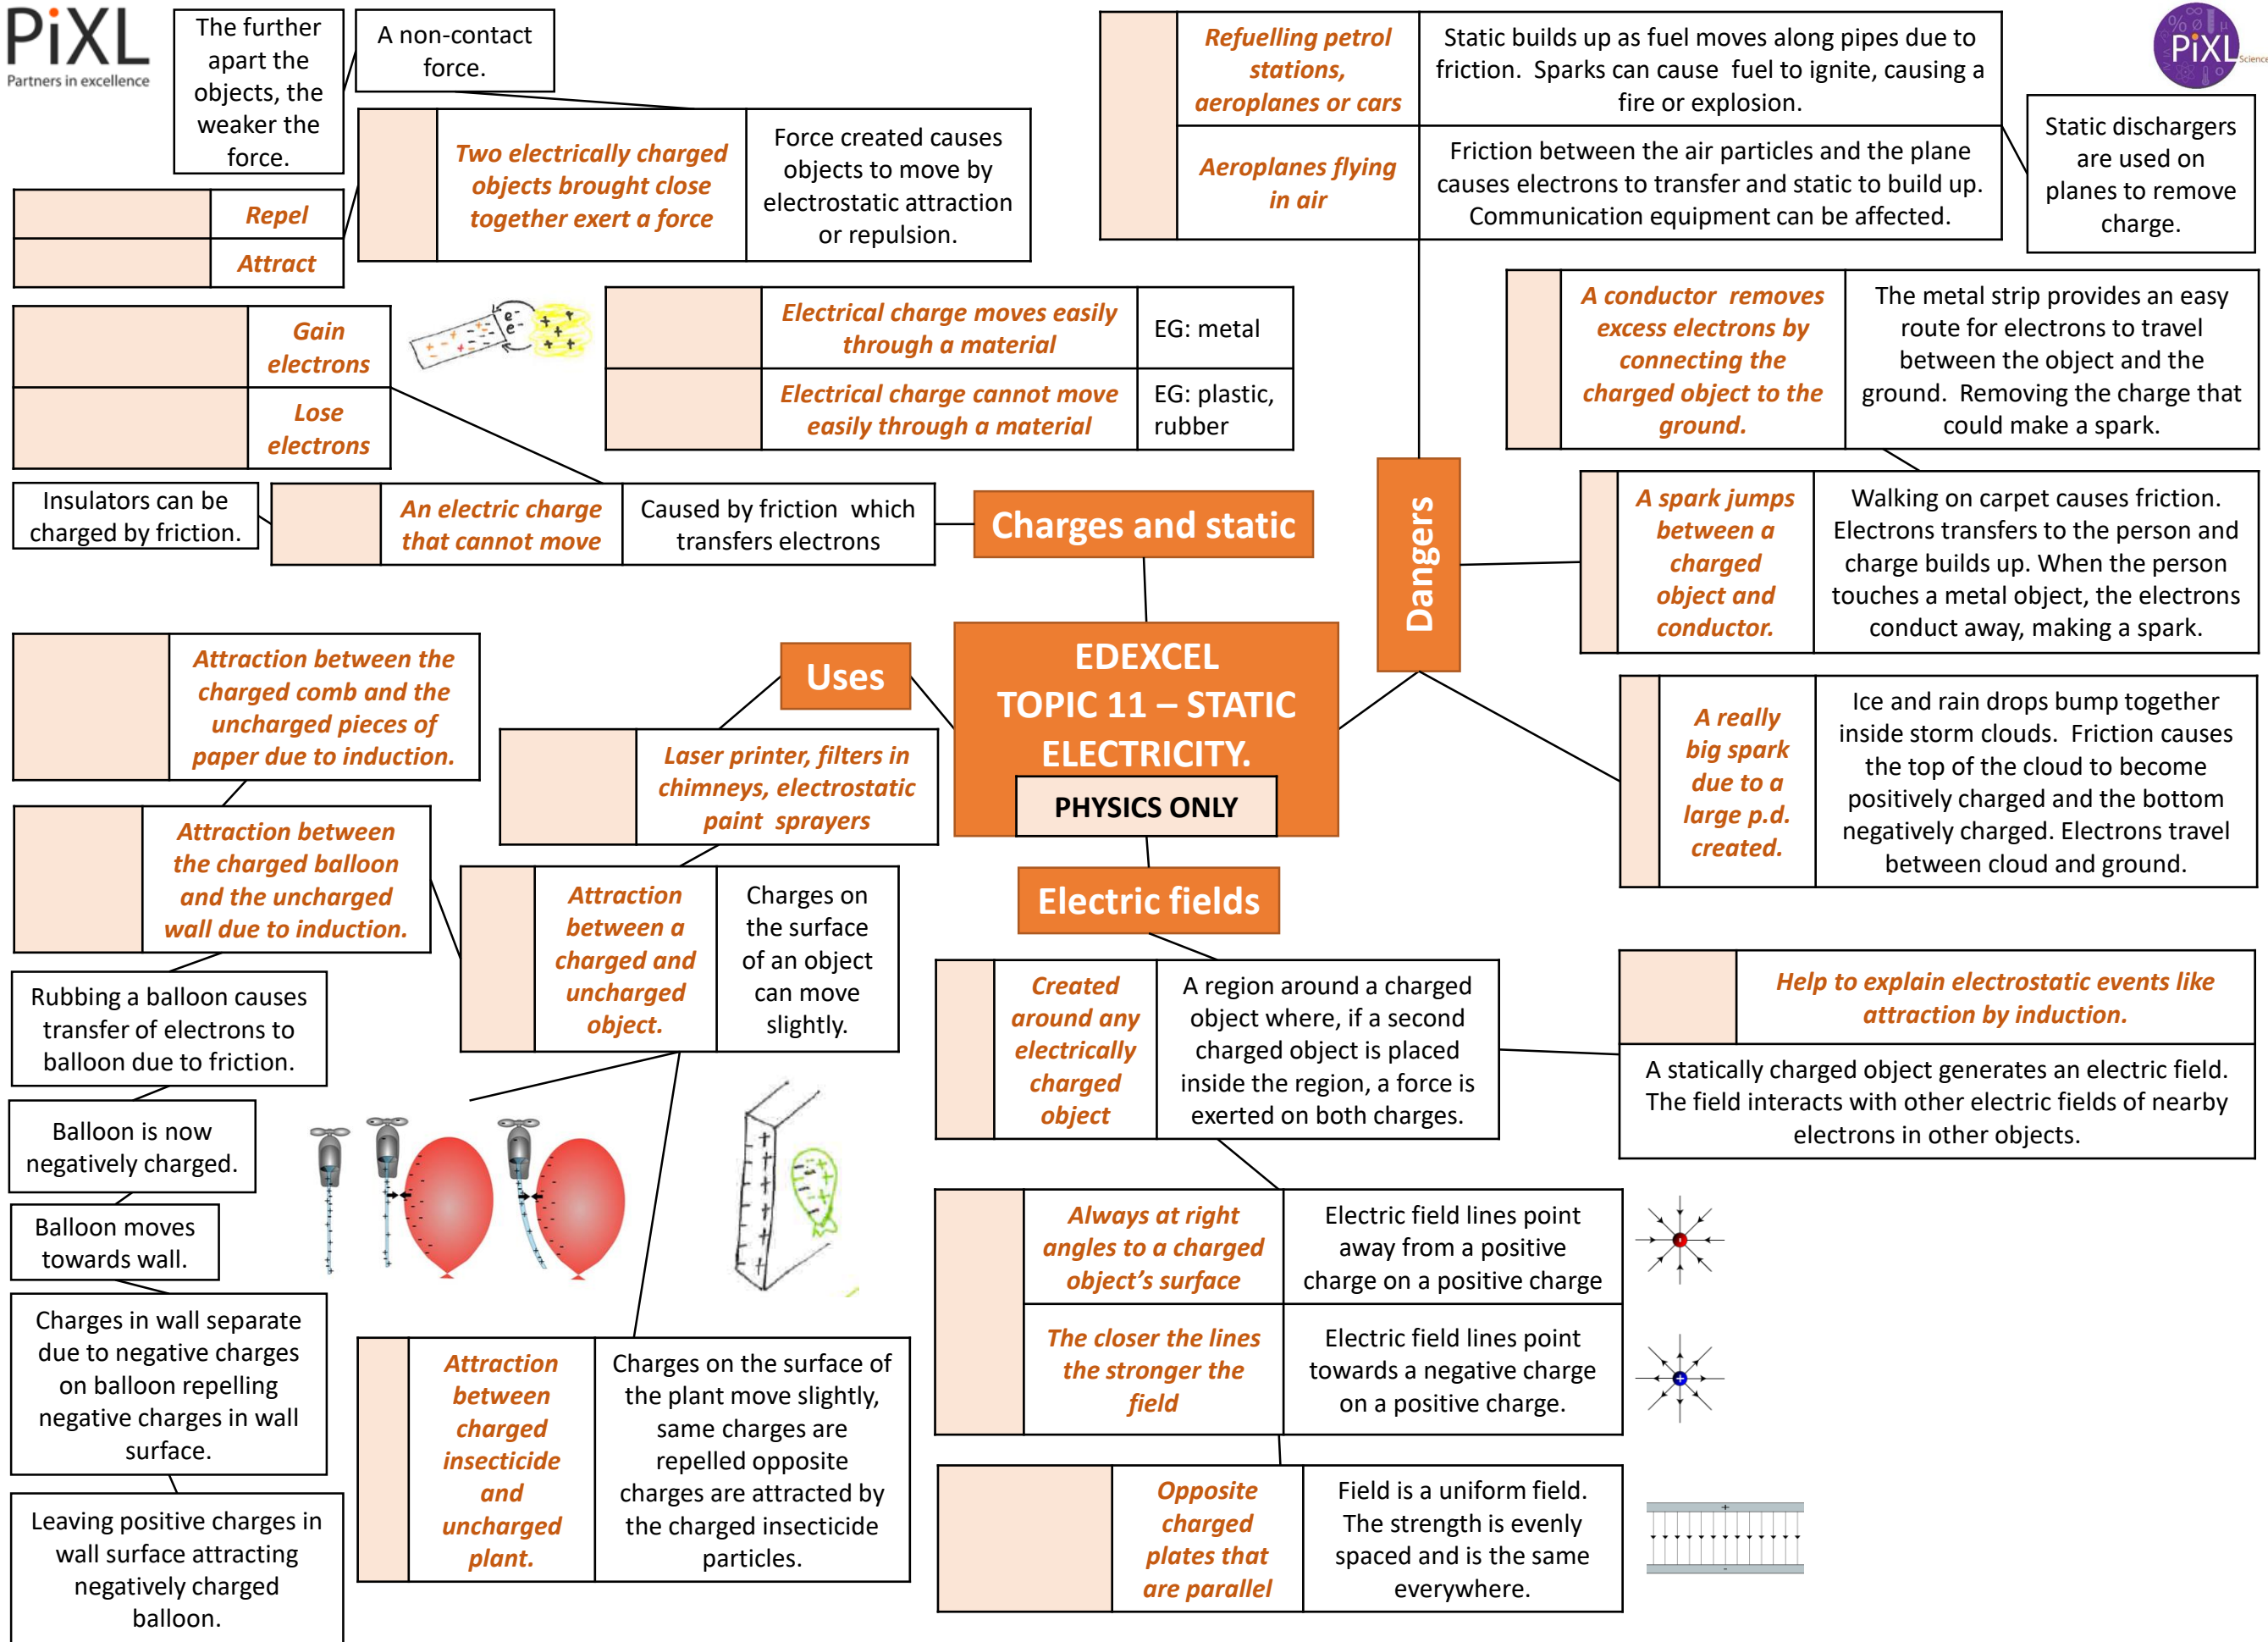 PiXL
Partners in excellence
The further
apart the
objects, the
weaker the
force.
A non-contact
force.
Two electrically charged
objects brought close
together exert a force
Force created causes
objects to move by
electrostatic attraction
or repulsion.
Repel
Attract
Refuelling petrol
stations,
aeroplanes or cars
Static builds up as fuel moves along pipes due to
friction. Sparks can cause fuel to ignite, causing a
fire or explosion.
Aeroplanes flying
in air
Friction between the air particles and the plane
causes electrons to transfer and static to build up.
Communication equipment can be affected.
PiXL
Science
Static dischargers
are used on
planes to remove
charge.
Gain
electrons
Lose
electrons
e-
e-
Electrical charge moves easily
through a material
EG: metal
Electrical charge cannot move
easily through a material
EG: plastic,
rubber
A conductor removes
excess electrons by
connecting the
charged object to the
ground.
The metal strip provides an easy
route for electrons to travel
between the object and the
ground. Removing the charge that
could make a spark.
Insulators can be
charged by friction.
An electric charge
that cannot move
Caused by friction which
transfers electrons
Charges and static
Dangers
A spark jumps
between a
charged
object and
conductor.
Walking on carpet causes friction.
Electrons transfers to the person and
charge builds up. When the person
touches a metal object, the electrons
conduct away, making a spark.
Attraction between the
charged comb and the
uncharged pieces of
paper due to induction.
Uses
EDEXCEL
TOPIC 11 – STATIC
ELECTRICITY.
PHYSICS ONLY
Laser printer, filters in
chimneys, electrostatic
paint sprayers
A really
big spark
due to a
large p.d.
created.
Ice and rain drops bump together
inside storm clouds. Friction causes
the top of the cloud to become
positively charged and the bottom
negatively charged. Electrons travel
between cloud and ground.
Attraction between
the charged balloon
and the uncharged
wall due to induction.
Attraction
between a
charged and
uncharged
object.
Charges on
the surface
of an object
can move
slightly.
Electric fields
Created
around any
electrically
charged
object
A region around a charged
object where, if a second
charged object is placed
inside the region, a force is
exerted on both charges.
Help to explain electrostatic events like
attraction by induction.
A statically charged object generates an electric field.
The field interacts with other electric fields of nearby
electrons in other objects.
Rubbing a balloon causes
transfer of electrons to
balloon due to friction.
Balloon is now
negatively charged.
Balloon moves
towards wall.
Charges in wall separate
due to negative charges
on balloon repelling
negative charges in wall
surface.
Leaving positive charges in
wall surface attracting
negatively charged
balloon.
Attraction
between
charged
insecticide
and
uncharged
plant.
Charges on the surface of
the plant move slightly,
same charges are
repelled opposite
charges are attracted by
the charged insecticide
particles.
Always at right
angles to a charged
object’s surface
Electric field lines point
away from a positive
charge on a positive charge
The closer the lines
the stronger the
field
Electric field lines point
towards a negative charge
on a positive charge.
Opposite
charged
plates that
are parallel
Field is a uniform field.
The strength is evenly
spaced and is the same
everywhere.